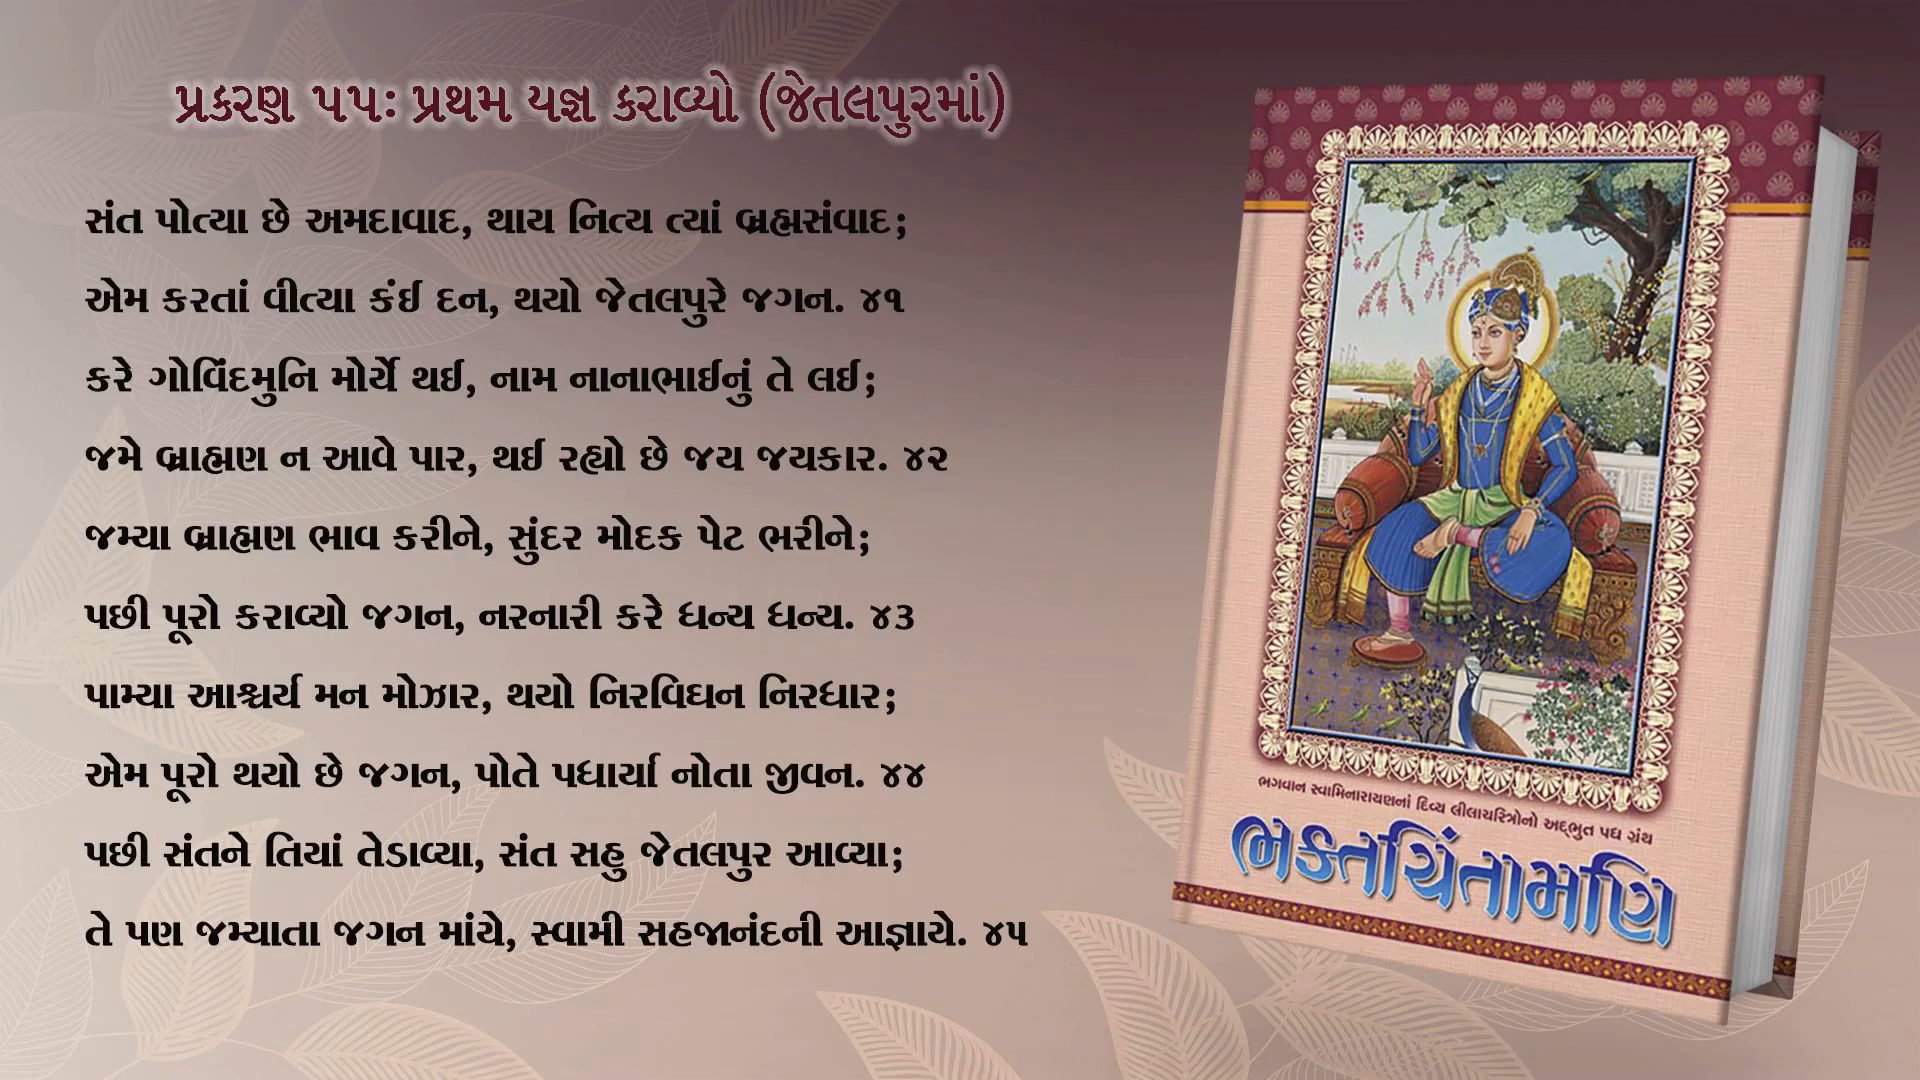 પ્રકરણ ૫૫: પ્રથમ યજ્ઞ કરાવ્યો (જેતલપુરમાં)
સંત પોત્યા છે અમદાવાદ, થાય નિત્ય ત્યાં બ્રહ્મસંવાદ;
એમ કરતાં વીત્યા કંઈ દન, થયો જેતલપુરે જગન. ૪૧
કરે ગોવિંદમુનિ મોર્યે થઈ, નામ નાનાભાઈનું તે લઈ;
જમે બ્રાહ્મણ ન આવે પાર, થઈ રહ્યો છે જય જયકાર. ૪૨
જમ્યા બ્રાહ્મણ ભાવ કરીને, સુંદર મોદક પેટ ભરીને;
પછી પૂરો કરાવ્યો જગન, નરનારી કરે ધન્ય ધન્ય. ૪૩
પામ્યા આશ્ચર્ય મન મોઝાર, થયો નિરવિઘન નિરધાર;
એમ પૂરો થયો છે જગન, પોતે પધાર્યા નોતા જીવન. ૪૪
પછી સંતને તિયાં તેડાવ્યા, સંત સહુ જેતલપુર આવ્યા;
તે પણ જમ્યાતા જગન માંયે, સ્વામી સહજાનંદની આજ્ઞાયે. ૪૫
ભગવાન સ્વામિનારાયણનાં દિવ્ય લીલાચરિત્રોનો અદ્ભુત પદ્ય ગ્રંથ
ભક્તચિંતામણિ